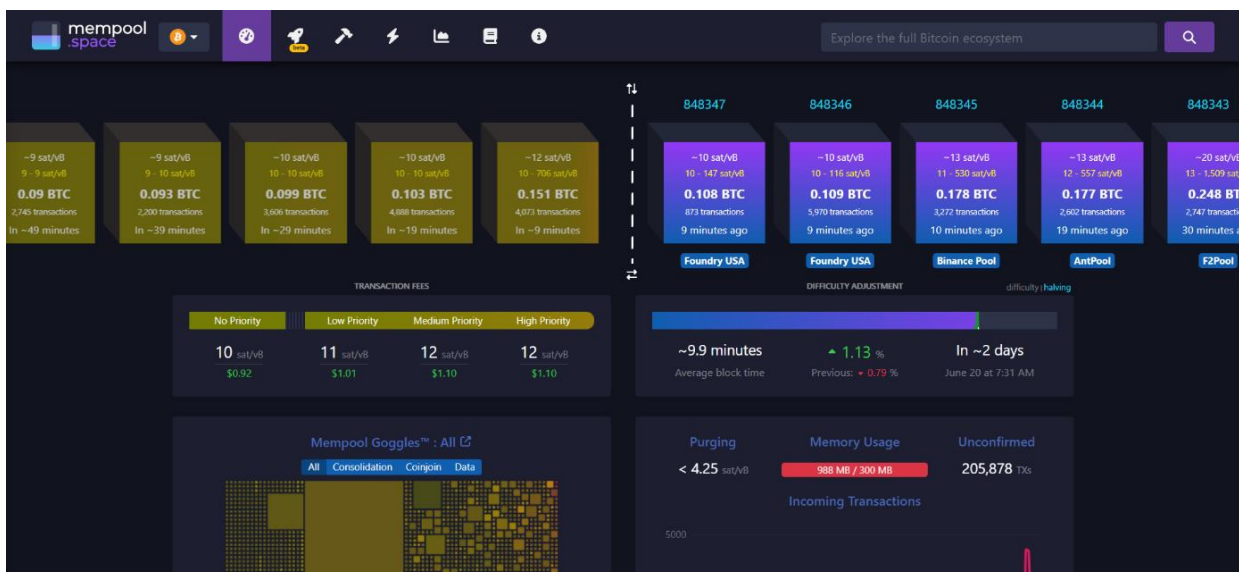 mempool
.space
beta
Explore the full Bitcoin ecosystem
~9 sat/vB
9 - 9 sat/vB
0.09 BTC
2,745 transactions
In ~49 minutes
~9 sat/vB
9 - 10 sat/vB
0.093 BTC
2,200 transactions
In ~39 minutes
~10 sat/vB
10 - 10 sat/vB
0.099 BTC
3,606 transactions
In ~29 minutes
~10 sat/vB
10 - 10 sat/vB
0.103 BTC
4,888 transactions
In ~19 minutes
~12 sat/vB
10 - 706 sat/vB
0.151 BTC
4,073 transactions
In ~9 minutes
848347
~10 sat/vB
10 - 147 sat/vB
0.108 BTC
873 transactions
9 minutes ago
Foundry USA
848346
~10 sat/vB
10 - 116 sat/vB
0.109 BTC
5,970 transactions
9 minutes ago
Foundry USA
848345
~13 sat/vB
11 - 530 sat/vB
0.178 BTC
3,272 transactions
10 minutes ago
Binance Pool
848344
~13 sat/vB
12 - 557 sat/vB
0.177 BTC
2,602 transactions
19 minutes ago
AntPool
848343
~20 sat/vB
13 - 1,509 sat
0.248 BT
2,747 transacti
30 minutes
F2Pool
TRANSACTION FEES
No Priority Low Priority Medium Priority High Priority
10 sat/vB 11 sat/vB 12 sat/vB 12 sat/vB
$0.92 $1.01 $1.10 $1.10
DIFFICULTY ADJUSTMENT
difficulty | halving
~9.9 minutes 1.13 % In ~2 days
Average block time Previous: 0.79 % June 20 at 7:31 AM
Mempool Goggles™ : All
All Consolidation Coinjoin Data
Purging Memory Usage Unconfirmed
< 4.25 sat/vB 988 MB / 300 MB 205,878 TXs
Incoming Transactions
5000